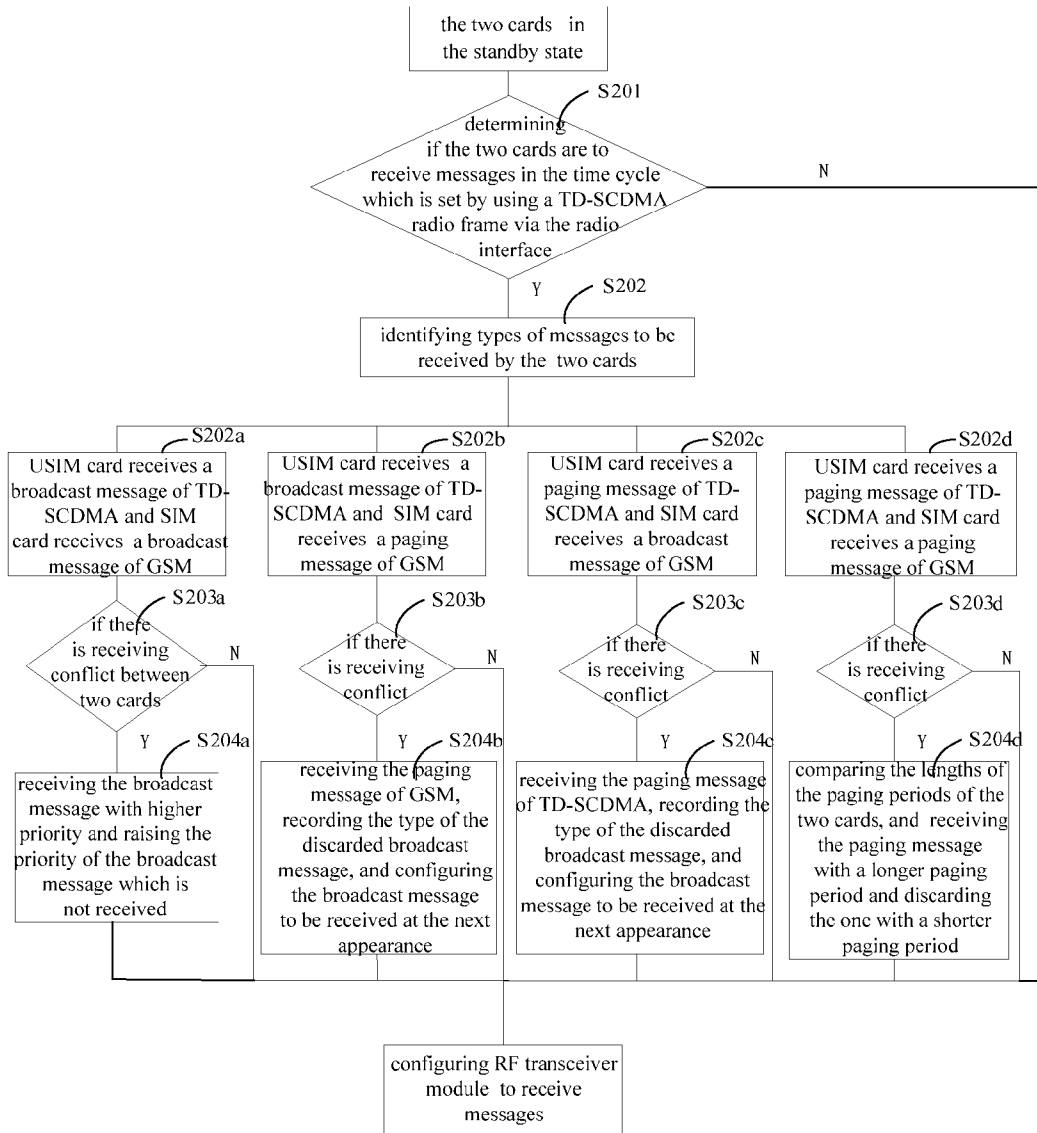 the two cards in
the standby state
S201
determining
if the two cards are to
receive messages in the time cycle
which is set by using a TD-SCDMA
radio frame via the radio
interface
N
Y
S202
identifying types of messages to be
received by the two cards
S202a
USIM card receives a
broadcast message of TD-
SCDMA and SIM
card receives a broadcast
message of GSM
S202b
USIM card receives a
broadcast message of TD-
SCDMA and SIM card
receives a paging
message of GSM
S202c
USIM card receives a
paging message of TD-
SCDMA and SIM card
receives a broadcast
message of GSM
S202d
USIM card receives a
paging message of TD-
SCDMA and SIM card
receives a paging
message of GSM
S203a
if there
is receiving
conflict between
two cards
N
Y
S203b
if there
is receiving
conflict
N
Y
S203c
if there
is receiving
conflict
N
Y
S203d
if there
is receiving
conflict
N
Y
S204a
receiving the broadcast
message with higher
priority and raising the
priority of the broadcast
message which is
not received
S204b
receiving the paging
message of GSM,
recording the type of the
discarded broadcast
message, and configuring
the broadcast message
to be received at the next
appearance
S204c
receiving the paging message
of TD-SCDMA, recording the
type of the discarded
broadcast message, and
configuring the broadcast
message to be received at the
next appearance
S204d
comparing the lengths of
the paging periods of the
two cards, and receiving
the paging message
with a longer paging
period and discarding
the one with a shorter
paging period
configuring RF transceiver
module to receive
messages